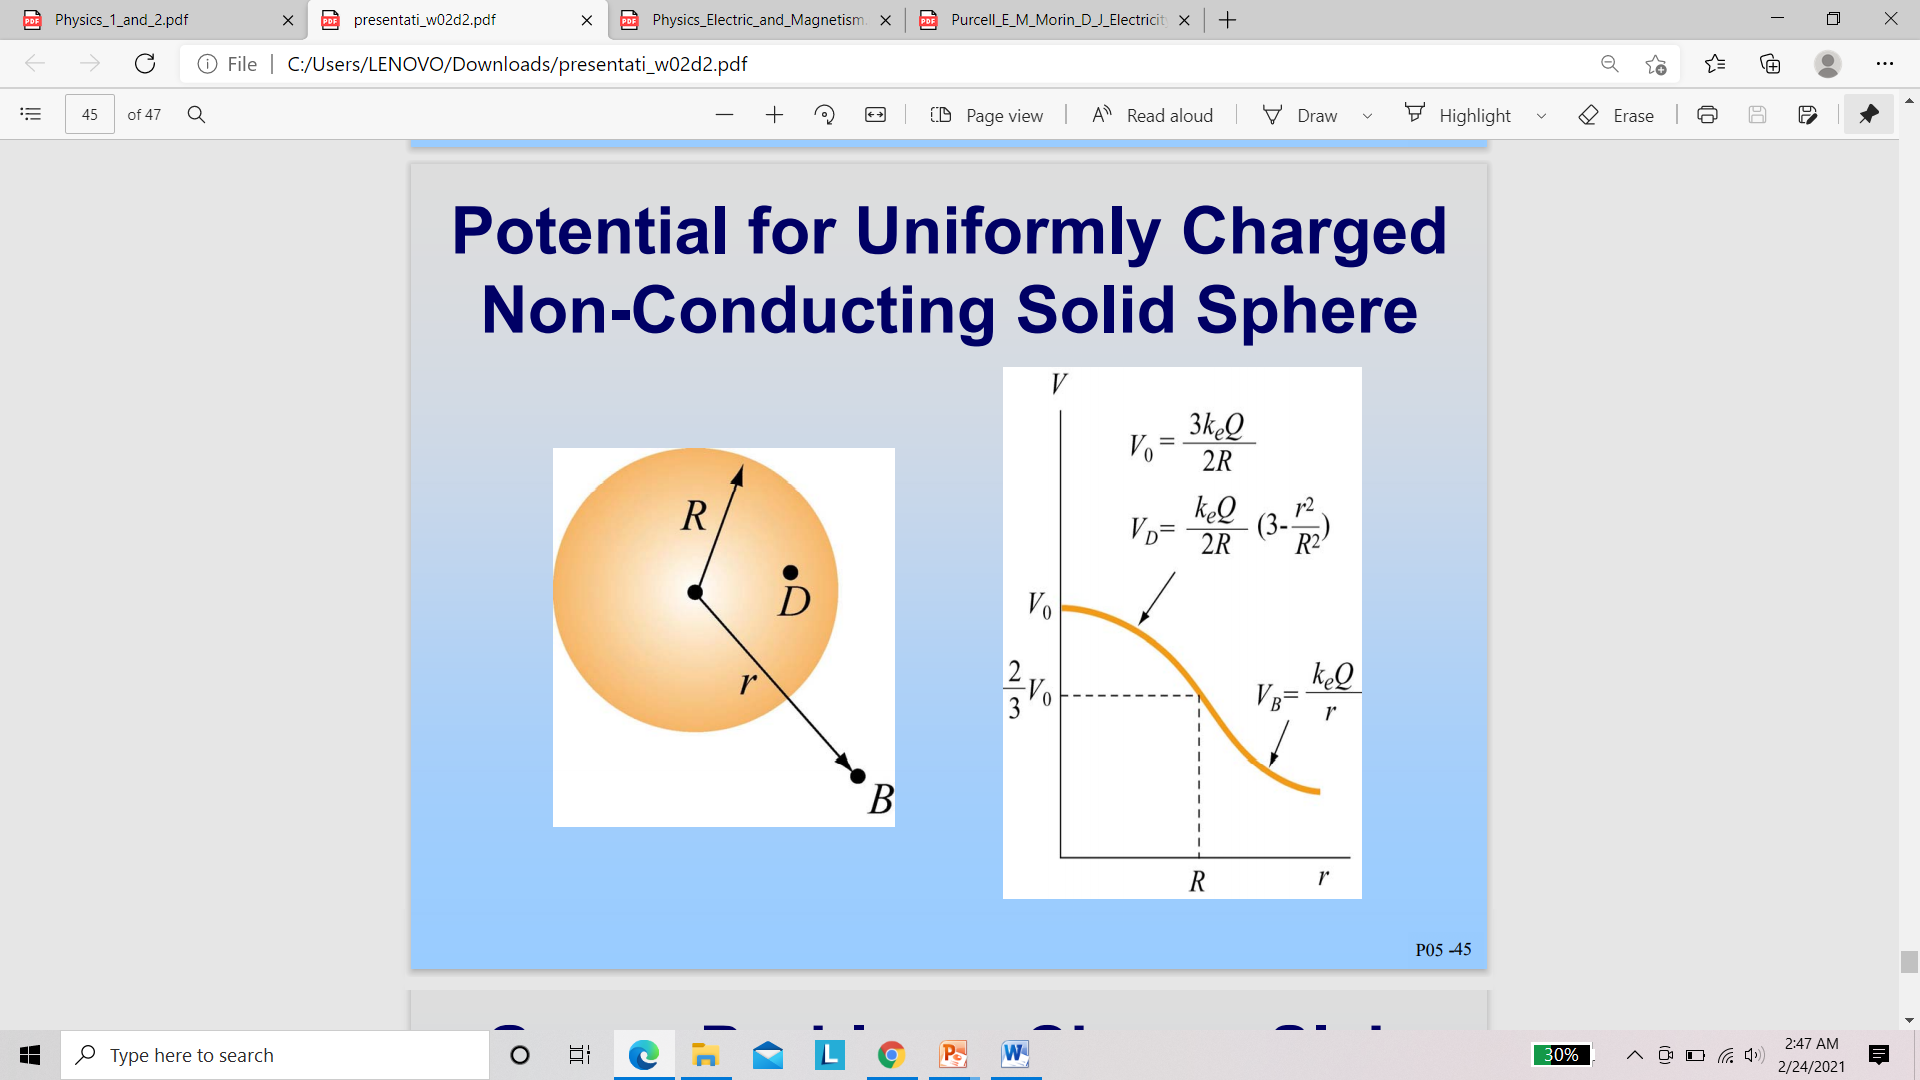 Physics_1_and_2.pdf
presentati_w02d2.pdf
Physics_Electric_and_Magnetism.
Purcell_E_M_Morin_D_J_Electricit
File
C:/Users/LENOVO/Downloads/presentati_w02d2.pdf
45 of 47
Page view
Read aloud
Draw
Highlight
Erase
Potential for Uniformly Charged
Non-Conducting Solid Sphere
R
D
r
B
V
V₀ = 3kₑQ / 2R
V_D = kₑQ / 2R (3- r² / R²)
V₀
2/3 V₀
V_B = kₑQ / r
R
r
P05 -45
Type here to search
30%
2:47 AM
2/24/2021